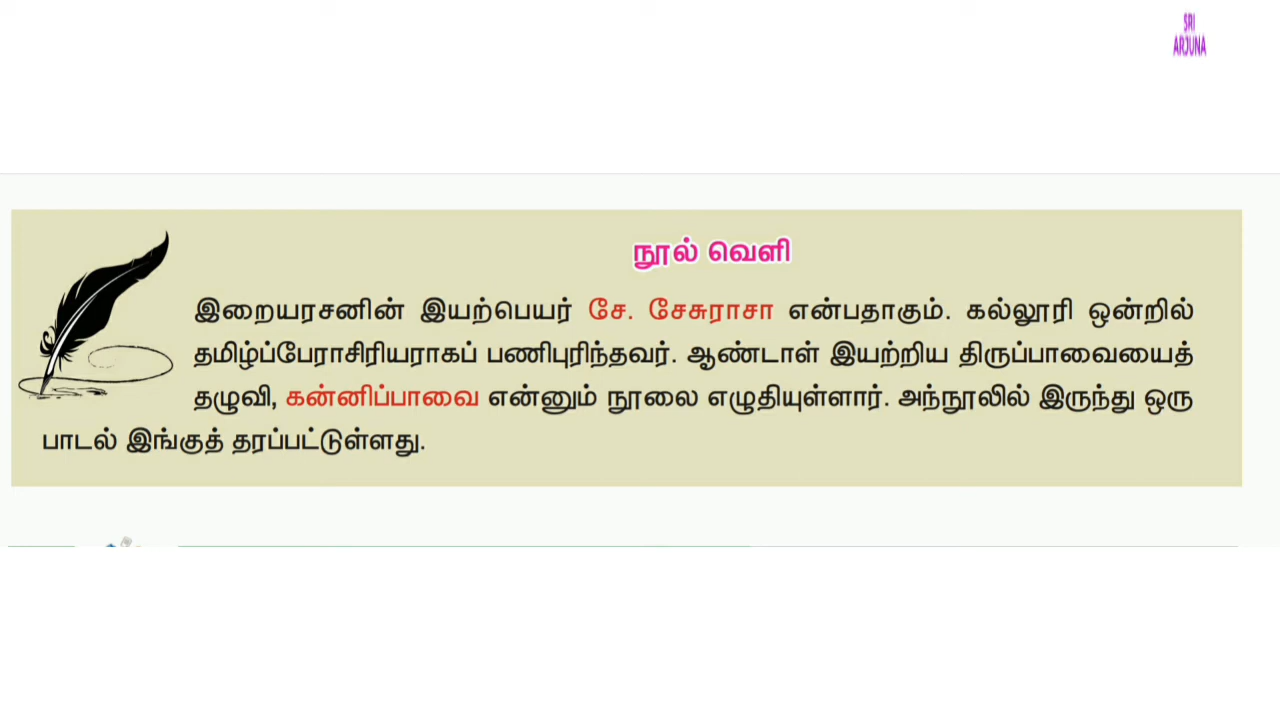 SRI
ARJUNA
நூல் வெளி
இறையரசனின் இயற்பெயர் சே. சேசுராசா என்பதாகும். கல்லூரி ஒன்றில்
தமிழ்ப்பேராசிரியராகப் பணிபுரிந்தவர். ஆண்டாள் இயற்றிய திருப்பாவையைத்
தழுவி, கன்னிப்பாவை என்னும் நூலை எழுதியுள்ளார். அந்நூலில் இருந்து ஒரு
பாடல் இங்குத் தரப்பட்டுள்ளது.